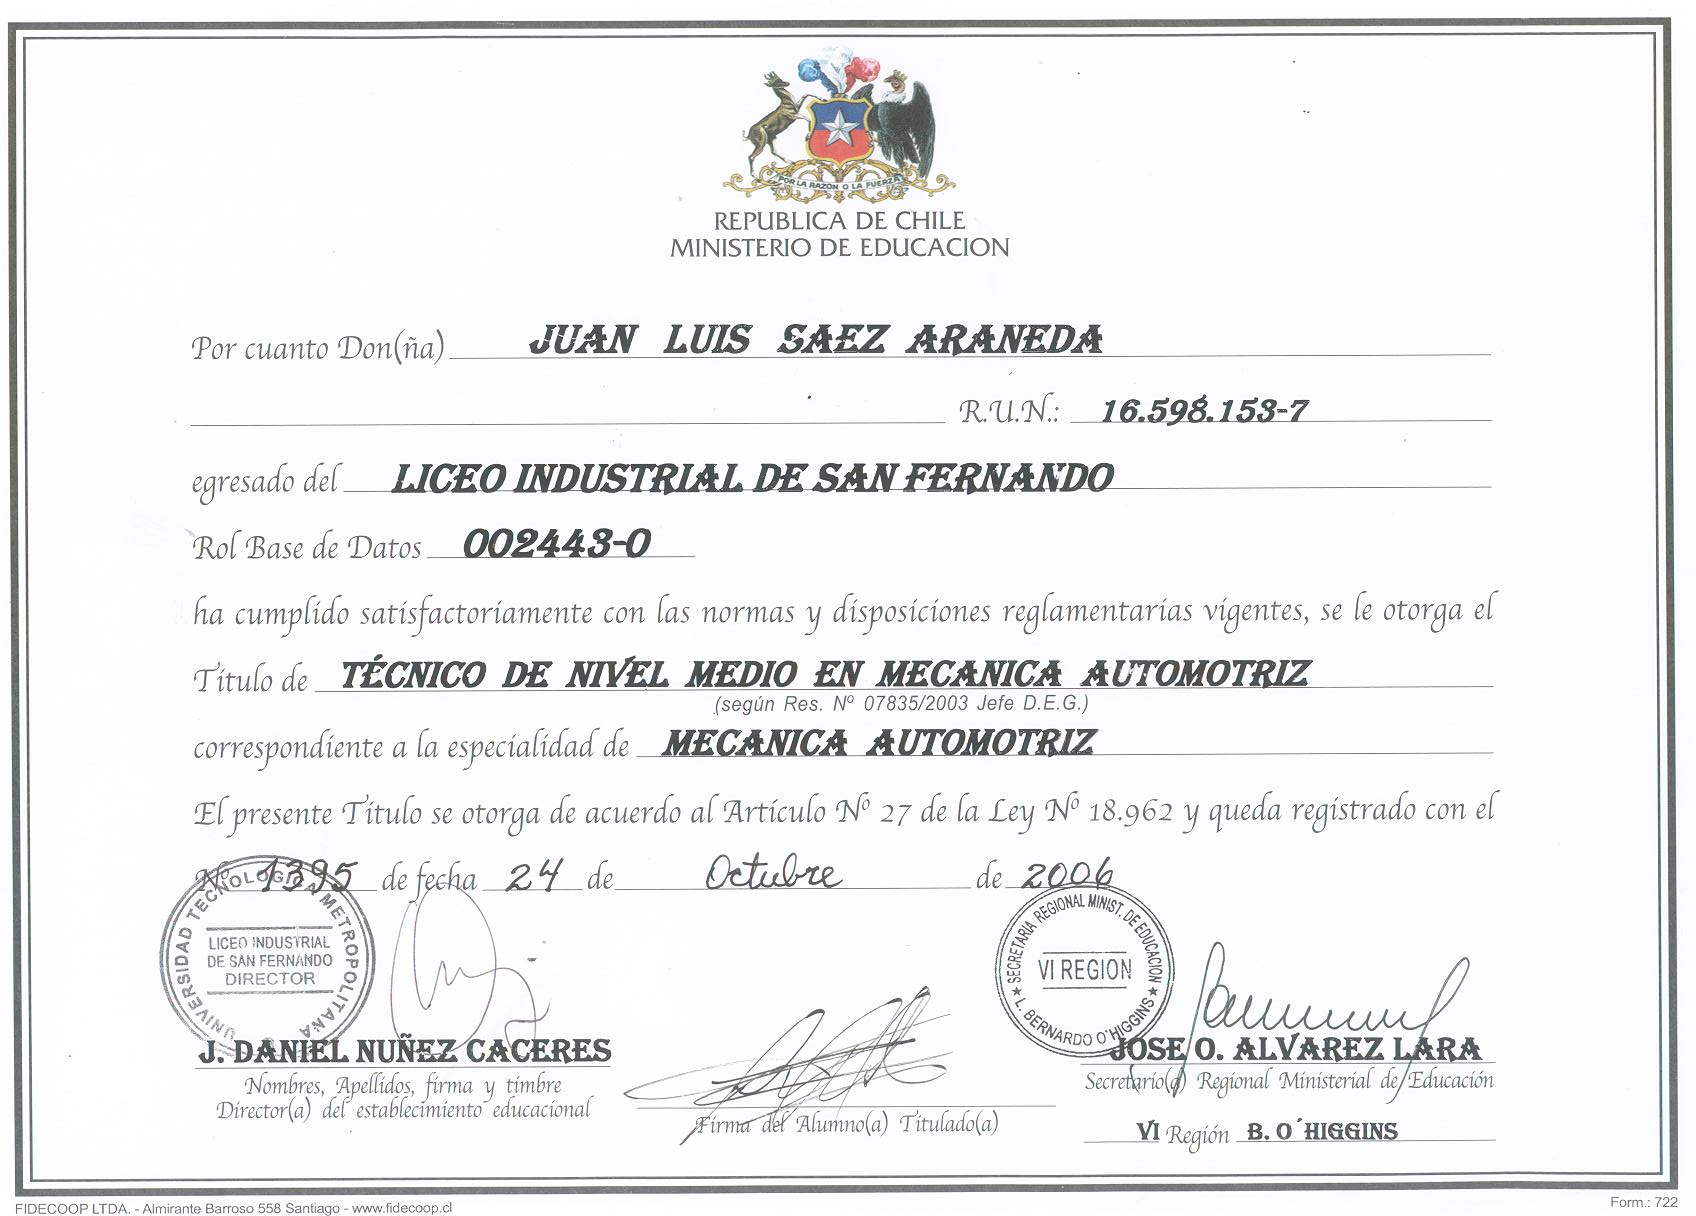 POR LA RAZON O LA FUERZA
REPUBLICA DE CHILE
MINISTERIO DE EDUCACION
Por cuanto Don(ña) JUAN LUIS SAEZ ARANEDA
R.U.N.: 16.598.153-7
egresado del LICEO INDUSTRIAL DE SAN FERNANDO
Rol Base de Datos 002443-0
ha cumplido satisfactoriamente con las normas y disposiciones reglamentarias vigentes, se le otorga el
Título de TÉCNICO DE NIVEL MEDIO EN MECANICA AUTOMOTRIZ
(según Res. Nº 07835/2003 Jefe D.E.G.)
correspondiente a la especialidad de MECANICA AUTOMOTRIZ
El presente Título se otorga de acuerdo al Artículo Nº 27 de la Ley Nº 18.962 y queda registrado con el
Nº 1395 de fecha 24 de Octubre de 2006
UNIVERSIDAD TECNOLOGICA METROPOLITANA
LICEO INDUSTRIAL
DE SAN FERNANDO
DIRECTOR
SECRETARIA REGIONAL MINIST. DE EDUCACION
VI REGION
★ L. BERNARDO O'HIGGINS ★
J. DANIEL NUÑEZ CACERES
Nombres, Apellidos, firma y timbre
Director(a) del establecimiento educacional
Firma del Alumno(a) Titulado(a)
JOSE O. ALVAREZ LARA
Secretario(a) Regional Ministerial de Educación
VI Región B. O´HIGGINS
FIDECOOP LTDA. - Almirante Barroso 558 Santiago - www.fidecoop.cl
Form.: 722